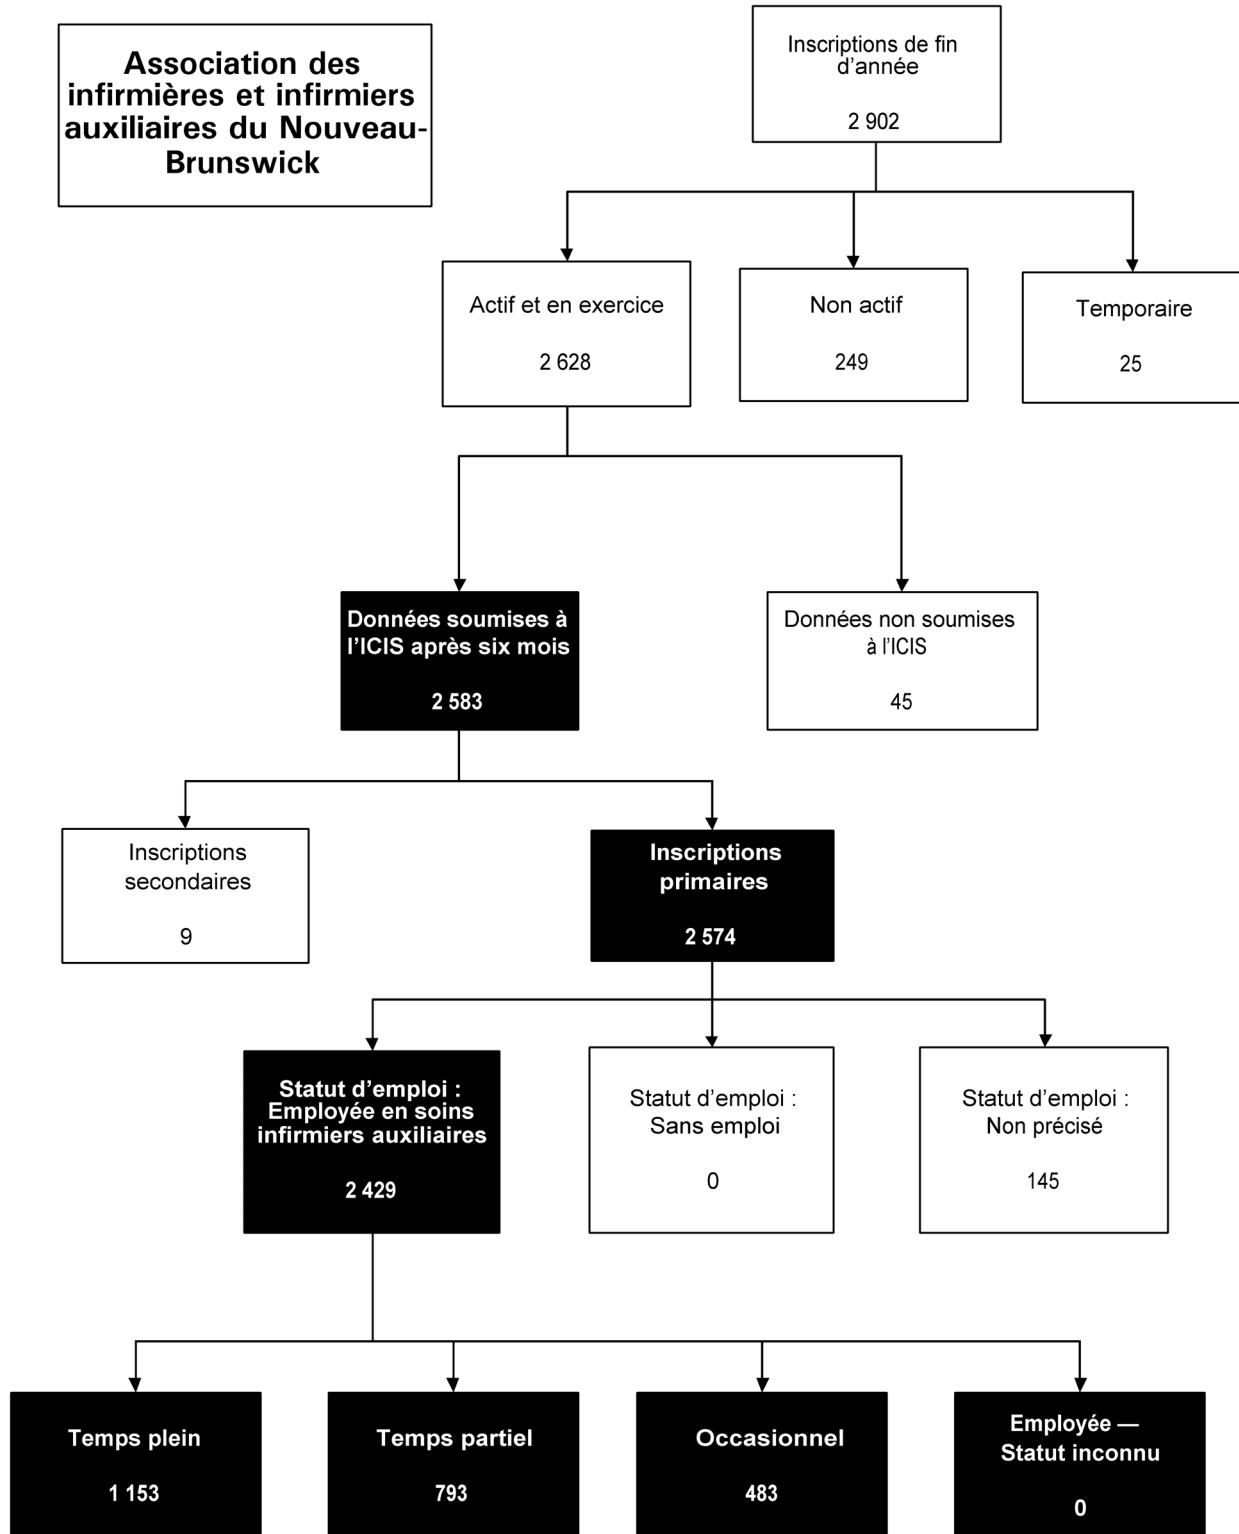 Association des
infirmières et infirmiers
auxiliaires du Nouveau-
Brunswick
Inscriptions de fin
d’année
2 902
Actif et en exercice
2 628
Non actif
249
Temporaire
25
Données soumises à
l’ICIS après six mois
2 583
Données non soumises
à l’ICIS
45
Inscriptions
secondaires
9
Inscriptions
primaires
2 574
Statut d’emploi :
Employée en soins
infirmiers auxiliaires
2 429
Statut d’emploi :
Sans emploi
0
Statut d’emploi :
Non précisé
145
Temps plein
1 153
Temps partiel
793
Occasionnel
483
Employée —
Statut inconnu
0